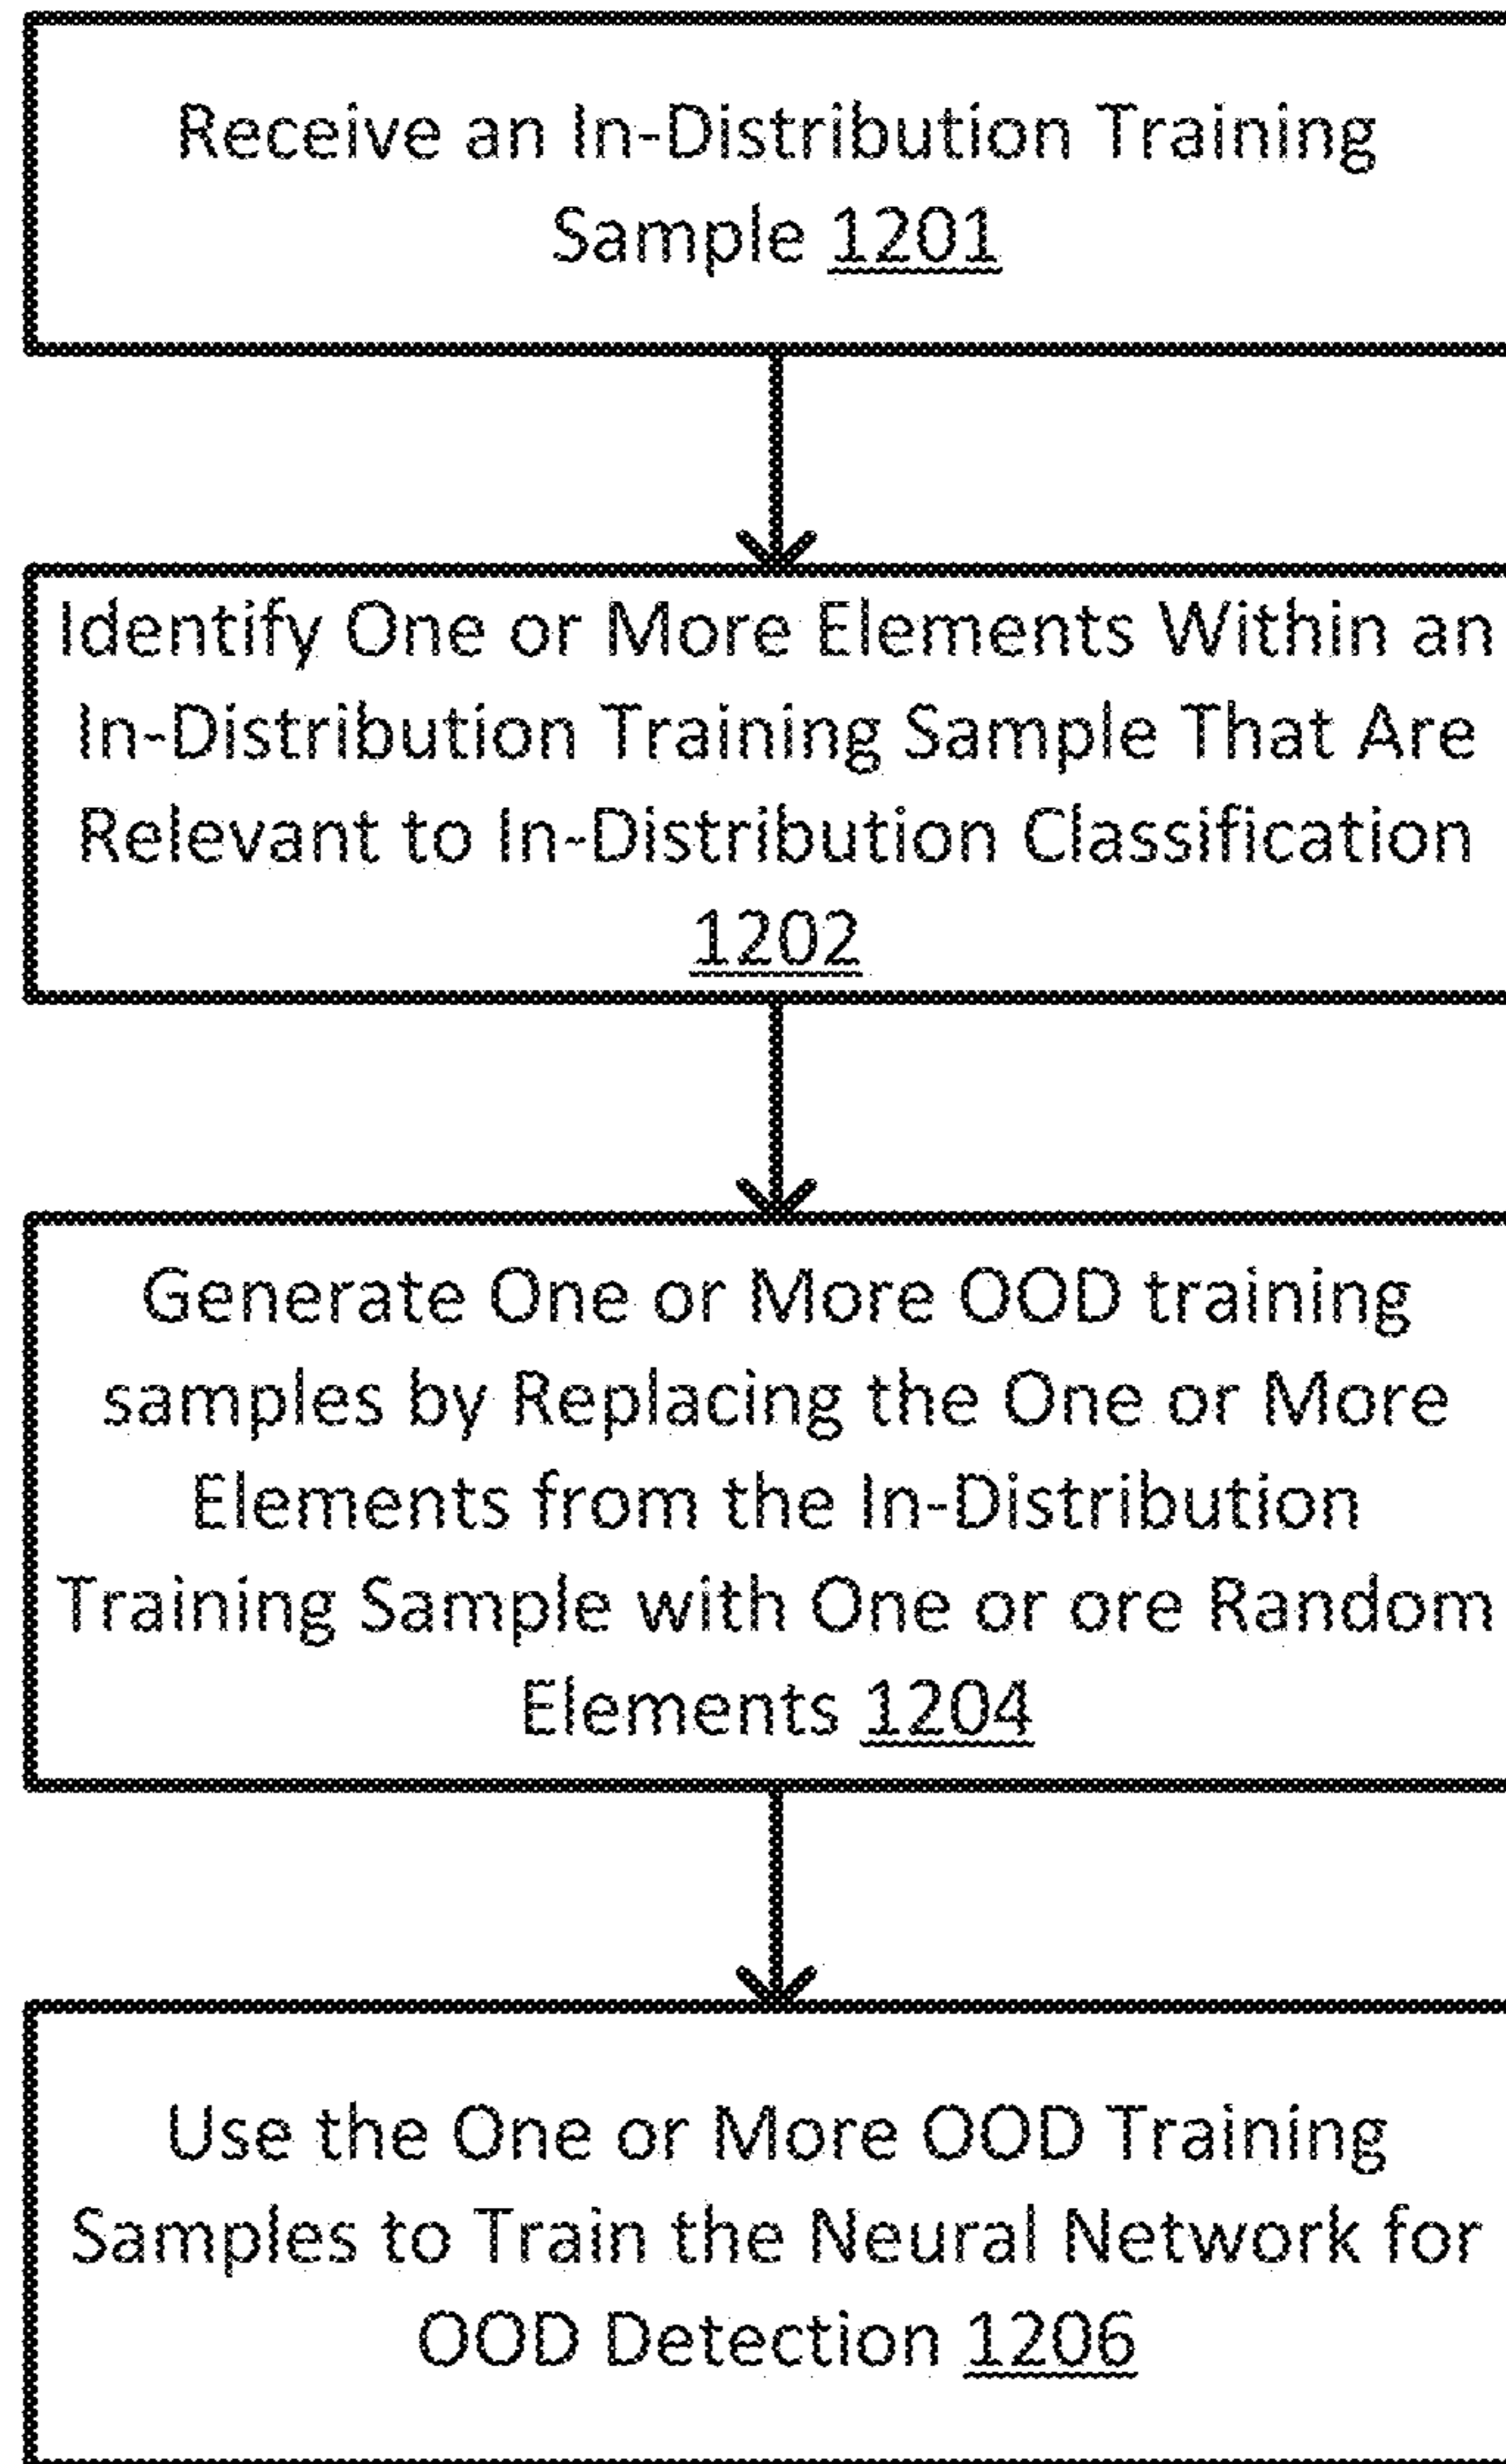 Receive an In-Distribution Training
Sample 1201
Identify One or More Elements Within an
In-Distribution Training Sample That Are
Relevant to In-Distribution Classification
1202
Generate One or More OOD training
samples by Replacing the One or More
Elements from the In-Distribution
Training Sample with One or ore Random
Elements 1204
Use the One or More OOD Training
Samples to Train the Neural Network for
OOD Detection 1206